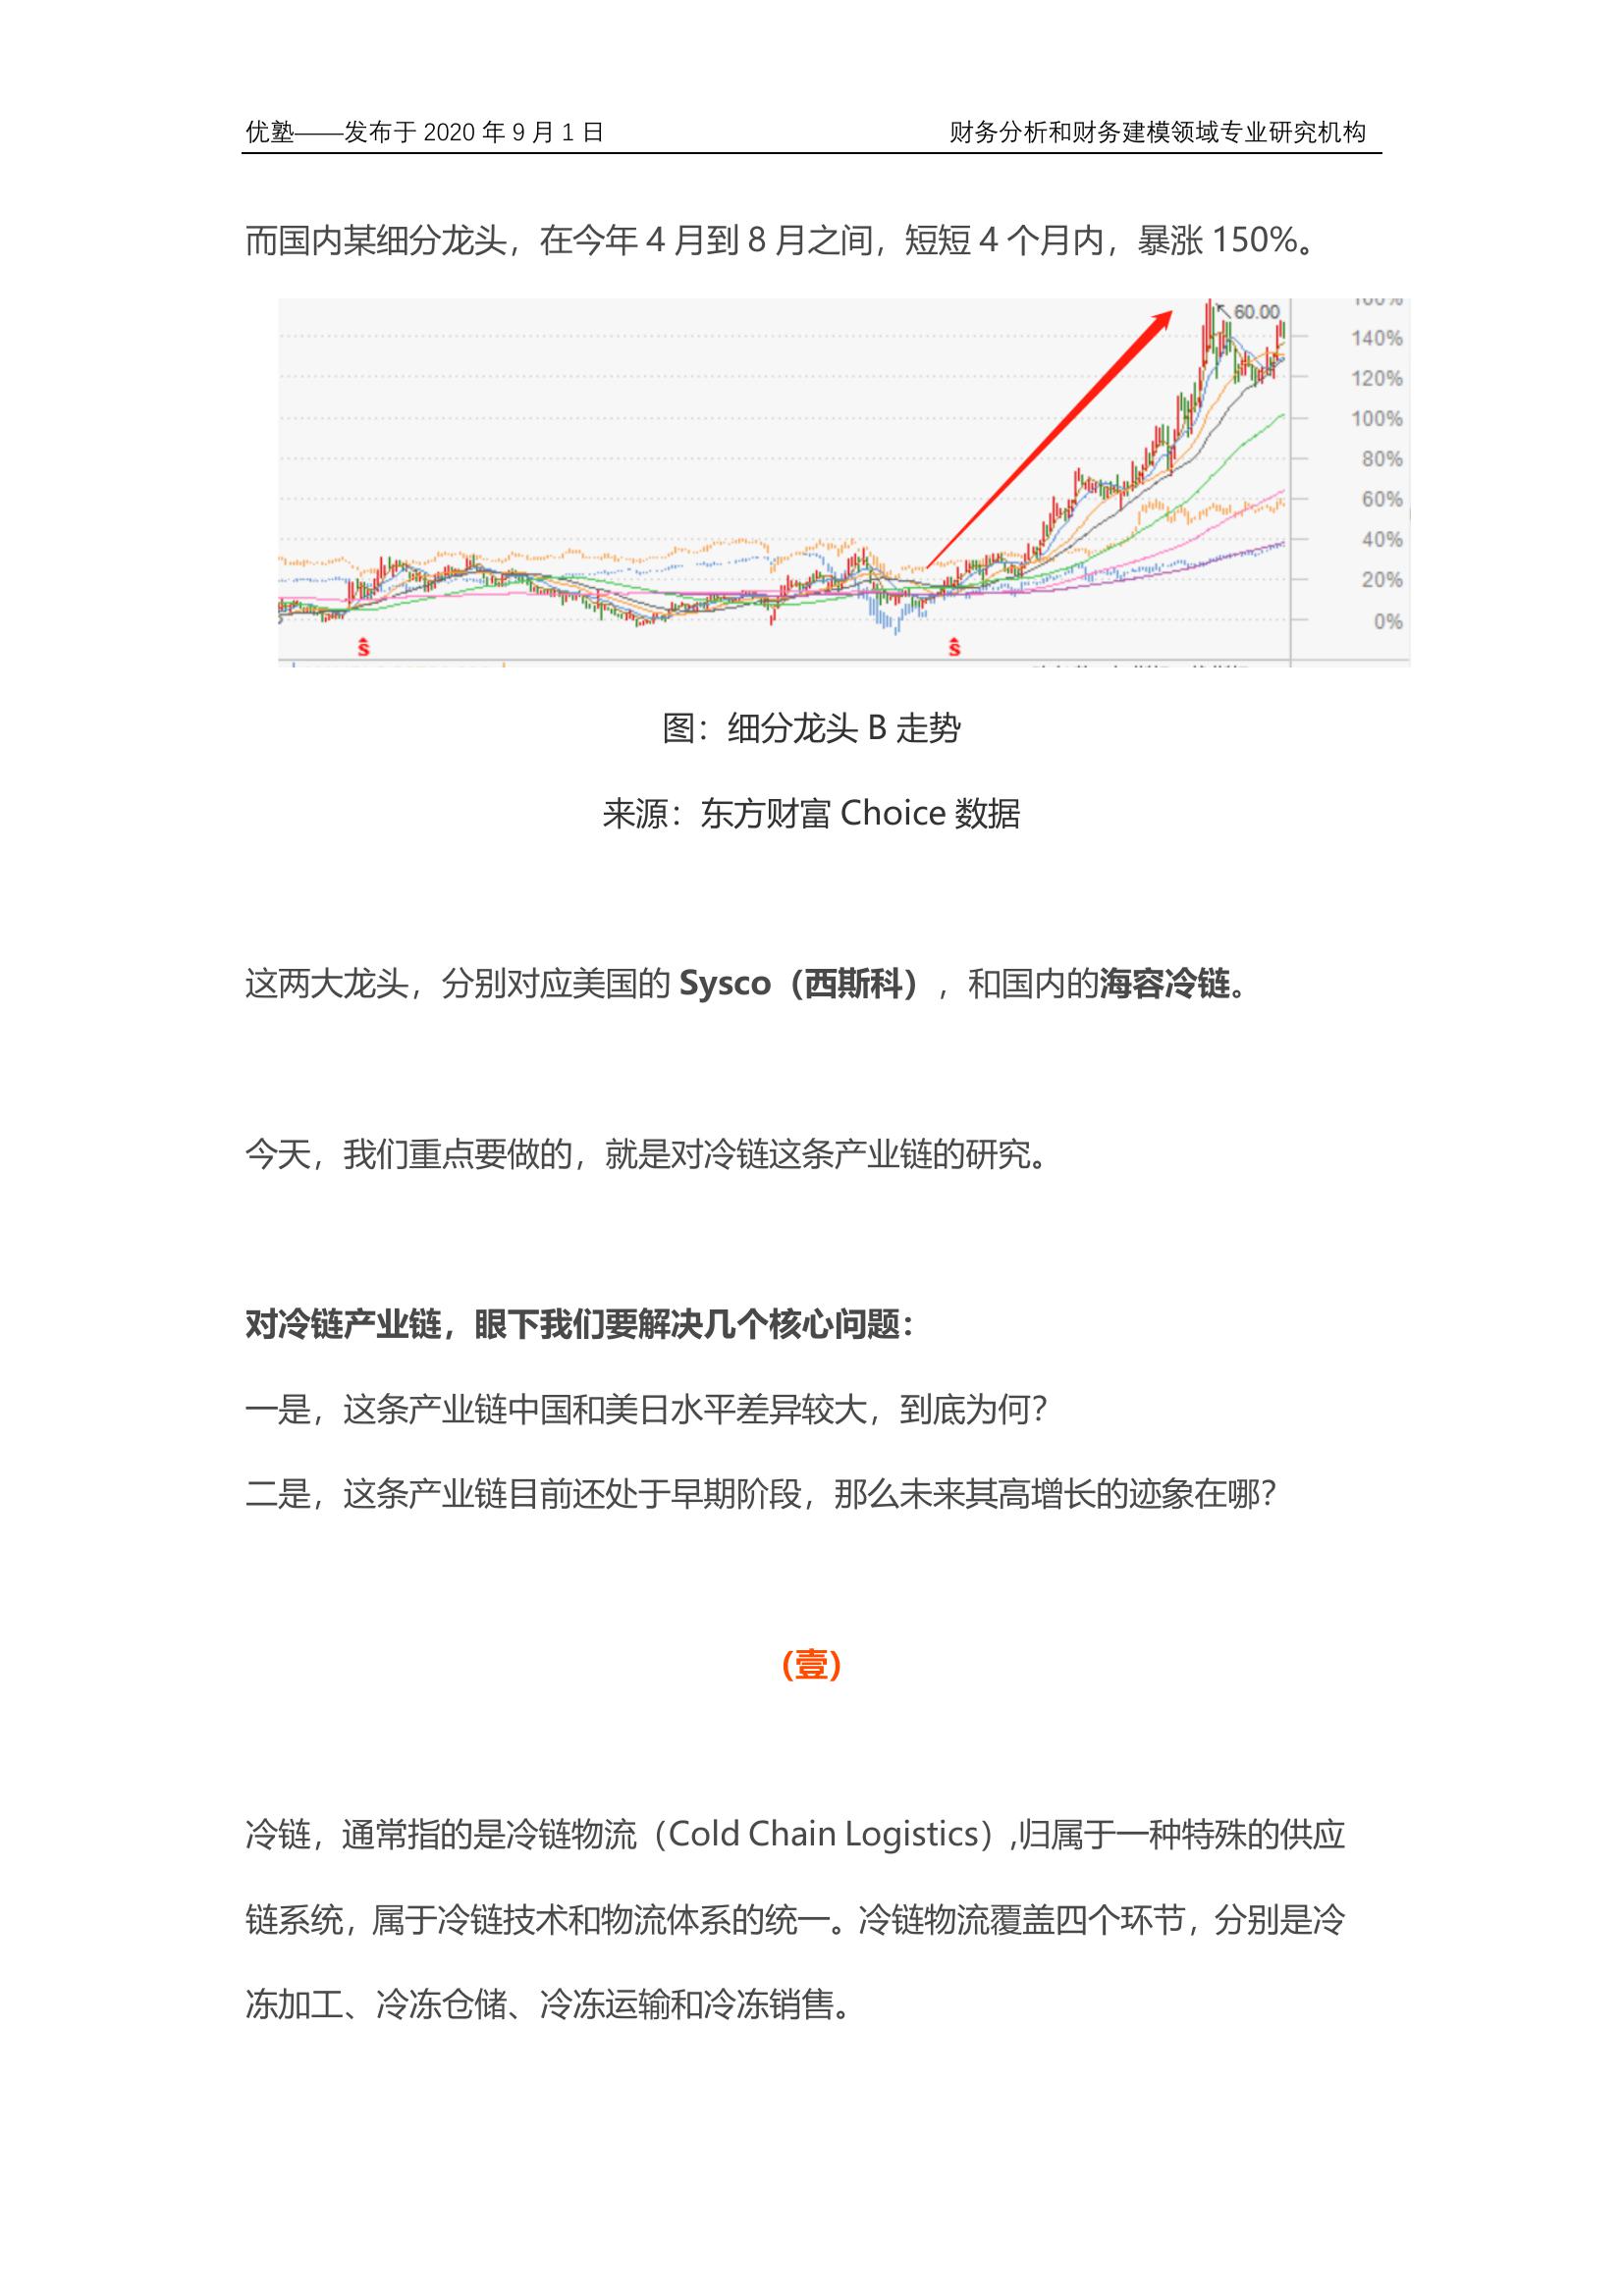 优塾——发布于 2020 年 9 月 1 日 财务分析和财务建模领域专业研究机构
而国内某细分龙头，在今年 4 月到 8 月之间，短短 4 个月内，暴涨 150%。
60.00
140%
120%
100%
80%
60%
40%
20%
0%
S S
图：细分龙头 B 走势
来源：东方财富 Choice 数据
这两大龙头，分别对应美国的 Sysco（西斯科），和国内的海容冷链。
今天，我们重点要做的，就是对冷链这条产业链的研究。
对冷链产业链，眼下我们要解决几个核心问题：
一是，这条产业链中国和美日水平差异较大，到底为何？
二是，这条产业链目前还处于早期阶段，那么未来其高增长的迹象在哪？
（壹）
冷链，通常指的是冷链物流（Cold Chain Logistics）,归属于一种特殊的供应
链系统，属于冷链技术和物流体系的统一。冷链物流覆盖四个环节，分别是冷
冻加工、冷冻仓储、冷冻运输和冷冻销售。